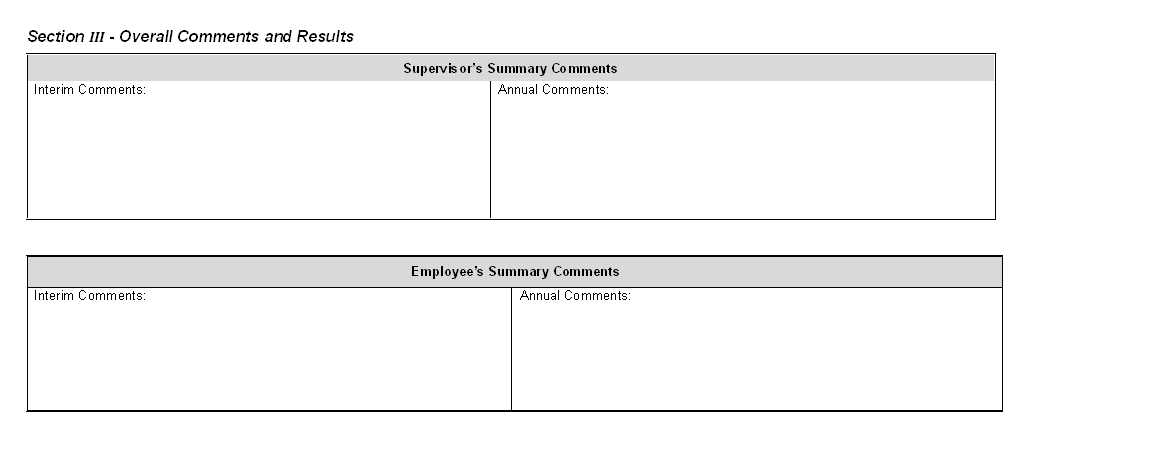 Section III - Overall Comments and Results
Supervisor's Summary Comments
Interim Comments:
Annual Comments:
Employee's Summary Comments
Interim Comments:
Annual Comments: